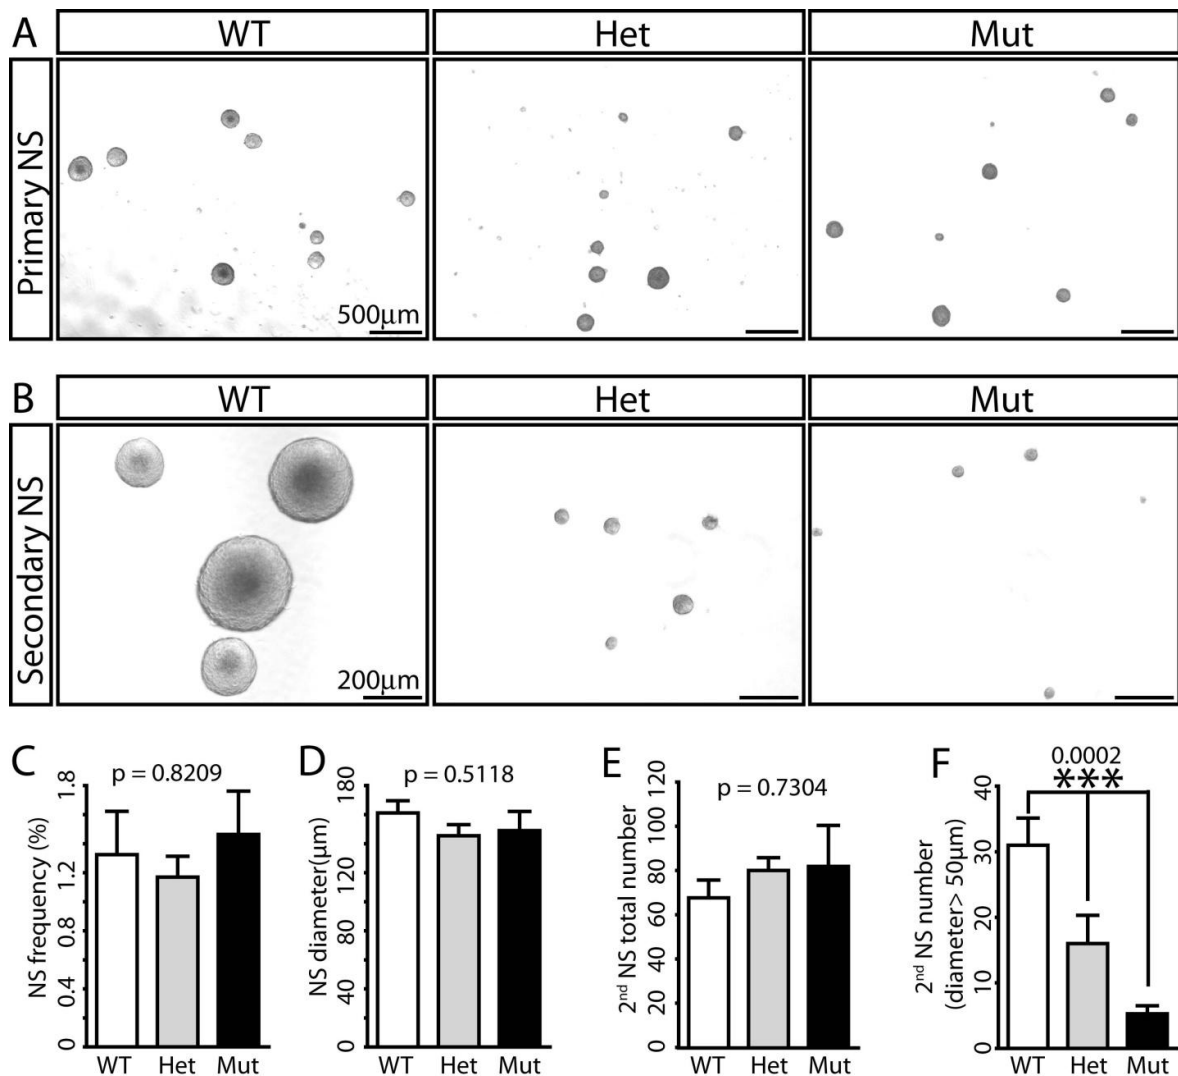 A
WT
Het
Mut
Primary NS
500μm
B
WT
Het
Mut
Secondary NS
200μm
C
p = 0.8209
NS frequency (%)
1.8
1.2
0.8
0.4
0
WT Het Mut
D
p = 0.5118
NS diameter(μm)
180
120
80
40
0
WT Het Mut
E
p = 0.7304
2nd NS total number
120
100
80
60
40
20
0
WT Het Mut
F
0.0002
***
2nd NS number
(diameter> 50μm)
40
30
20
10
0
WT Het Mut